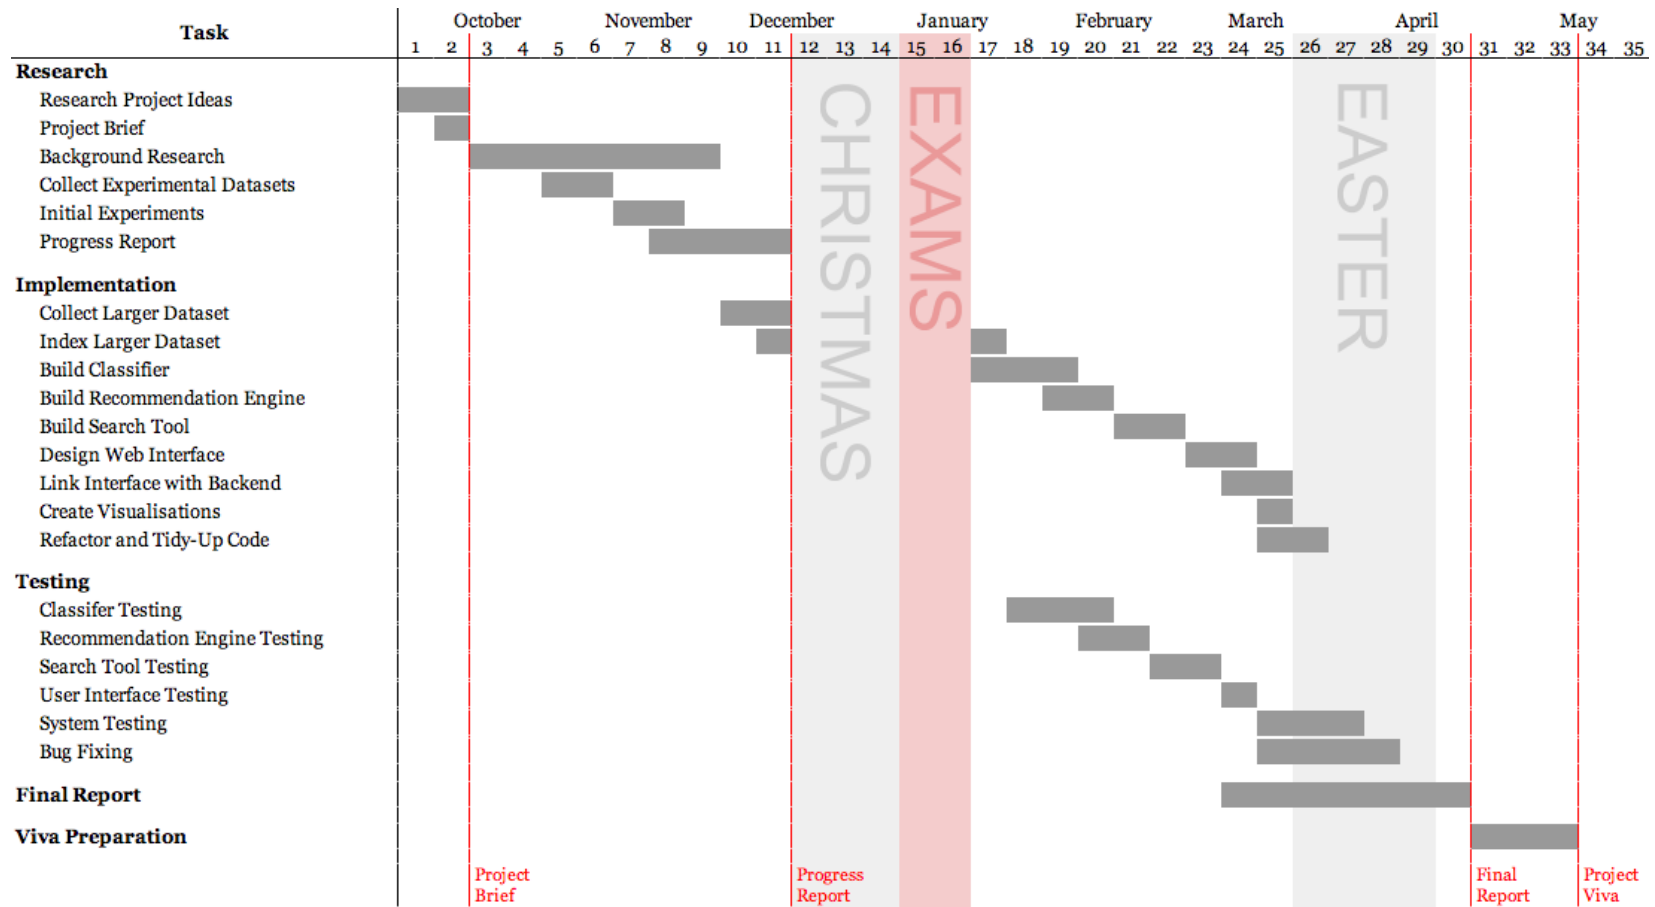 Task
October November December January February March April May
1 2 3 4 5 6 7 8 9 10 11 12 13 14 15 16 17 18 19 20 21 22 23 24 25 26 27 28 29 30 31 32 33 34 35
Research
Research Project Ideas
Project Brief
Background Research
Collect Experimental Datasets
Initial Experiments
Progress Report
Implementation
Collect Larger Dataset
Index Larger Dataset
Build Classifier
Build Recommendation Engine
Build Search Tool
Design Web Interface
Link Interface with Backend
Create Visualisations
Refactor and Tidy-Up Code
Testing
Classifer Testing
Recommendation Engine Testing
Search Tool Testing
User Interface Testing
System Testing
Bug Fixing
Final Report
Viva Preparation
CHRISTMAS
EXAMS
EASTER
Project
Brief
Progress
Report
Final
Report
Project
Viva